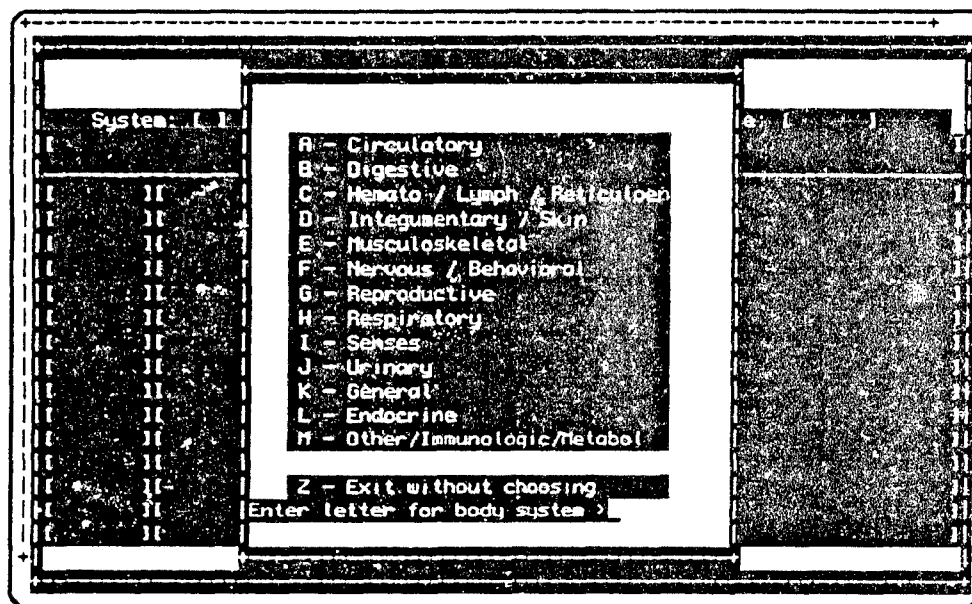 System: [ ]
e: [ ]
A - Circulatory
B - Digestive
C - Hemato / Lymph / Reticuloen
D - Integumentary / Skin
E - Musculoskeletal
F - Nervous / Behavioral
G - Reproductive
H - Respiratory
I - Senses
J - Urinary
K - General
L - Endocrine
M - Other/Immunologic/Metabol
Z - Exit without choosing
Enter letter for body system >